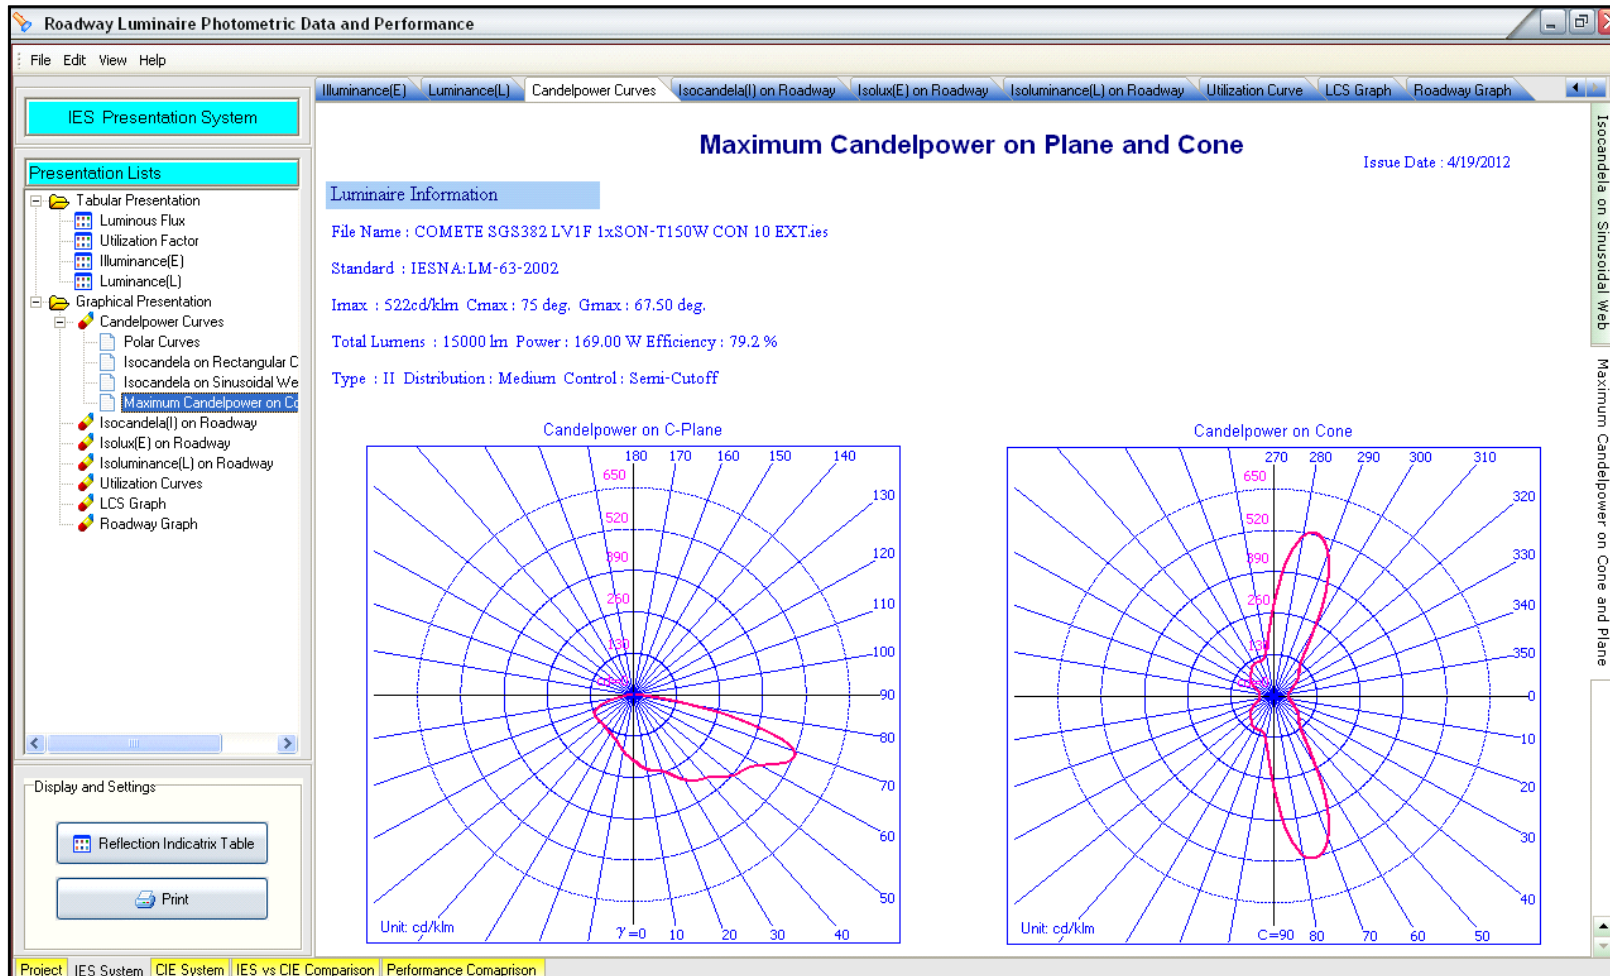 Roadway Luminaire Photometric Data and Performance
File Edit View Help
IES Presentation System
Presentation Lists
Tabular Presentation
Luminous Flux
Utilization Factor
Illuminance(E)
Luminance(L)
Graphical Presentation
Candelpower Curves
Polar Curves
Isocandela on Rectangular C
Isocandela on Sinusoidal We
Maximum Candelpower on Co
Isocandela(I) on Roadway
Isolux(E) on Roadway
Isoluminance(L) on Roadway
Utilization Curves
LCS Graph
Roadway Graph
Display and Settings
Reflection Indicatrix Table
Print
Illuminance(E) Luminance(L) Candelpower Curves Isocandela(I) on Roadway Isolux(E) on Roadway Isoluminance(L) on Roadway Utilization Curve LCS Graph Roadway Graph
Maximum Candelpower on Plane and Cone
Issue Date : 4/19/2012
Luminaire Information
File Name : COMETE SGS382 LV1F 1xSON-T150W CON 10 EXT.ies
Standard : IESNA:LM-63-2002
Imax : 522cd/klm Cmax : 75 deg. Gmax : 67.50 deg.
Total Lumens : 15000 lm Power : 169.00 W Efficiency : 79.2 %
Type : II Distribution : Medium Control : Semi-Cutoff
Candelpower on C-Plane
180 170 160 150 140
650
130
520
120
390
110
260
100
130
90
80
70
60
50
Unit: cd/klm
γ=0 10 20 30 40
Candelpower on Cone
270 280 290 300 310
650
320
520
330
390
340
260
350
130
0
10
20
30
40
Unit: cd/klm
C=90 80 70 60 50
Isocandela on Sinusoidal Web
Maximum Candelpower on Cone and Plane
Project IES System CIE System IES vs CIE Comparison Performance Comaprison